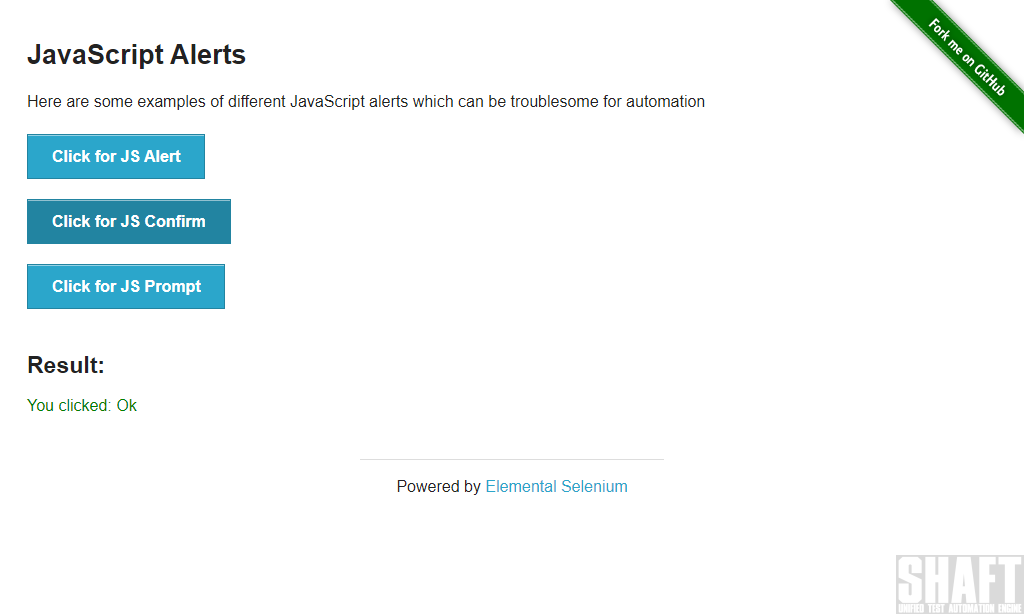 Fork me on GitHub
JavaScript Alerts
Here are some examples of different JavaScript alerts which can be troublesome for automation
Click for JS Alert
Click for JS Confirm
Click for JS Prompt
Result:
You clicked: Ok
Powered by Elemental Selenium
SHAFT
UNIFIED TEST AUTOMATION ENGINE